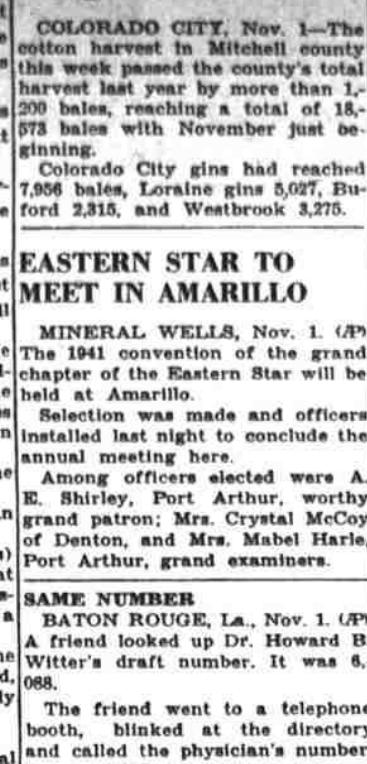 COLORADO CITY, Nov. 1—The
cotton harvest in Mitchell county
this week passed the county's total
harvest last year by more than 1,-
200 bales, reaching a total of 18,-
573 bales with November just be-
ginning.
Colorado City gins had reached
7,956 bales, Loraine gins 5,027, Bu-
ford 2,315, and Westbrook 3,275.
EASTERN STAR TO
MEET IN AMARILLO
MINERAL WELLS, Nov. 1. (AP)
The 1941 convention of the grand
chapter of the Eastern Star will be
held at Amarillo.
Selection was made and officers
installed last night to conclude the
annual meeting here.
Among officers elected were A.
E. Shirley, Port Arthur, worthy
grand patron; Mrs. Crystal McCoy
of Denton, and Mrs. Mabel Harle,
Port Arthur, grand examiners.
SAME NUMBER
BATON ROUGE, La., Nov. 1. (AP)
A friend looked up Dr. Howard B
Witter's draft number. It was 6,
088.
The friend went to a telephone
booth, blinked at the directory
and called the physician's number